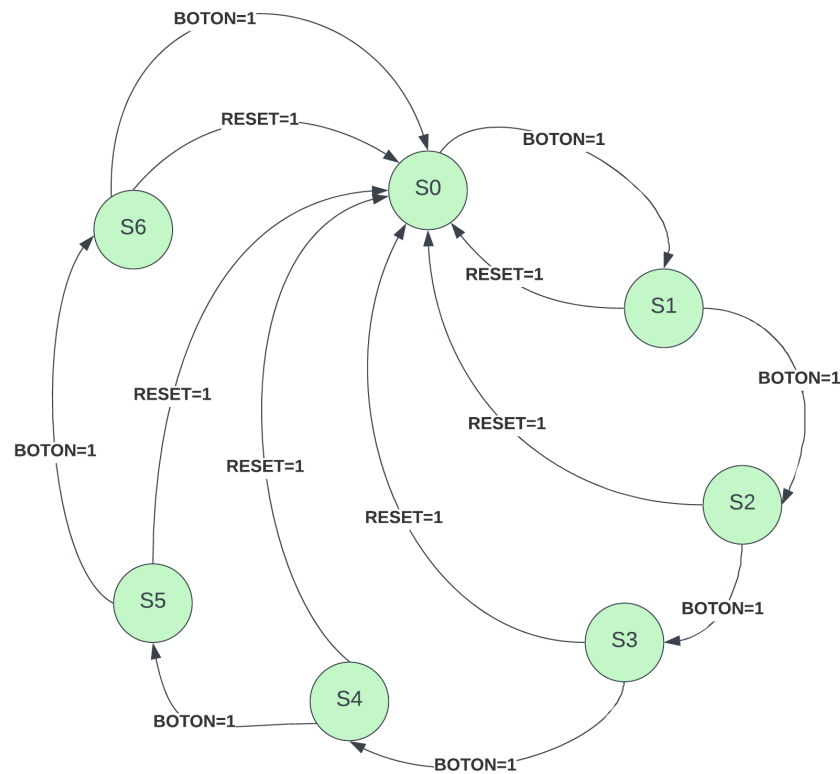 BOTON=1
RESET=1
BOTON=1
S0
S6
RESET=1
S1
BOTON=1
RESET=1
RESET=1
BOTON=1
RESET=1
S2
RESET=1
S5
BOTON=1
S3
S4
BOTON=1
BOTON=1